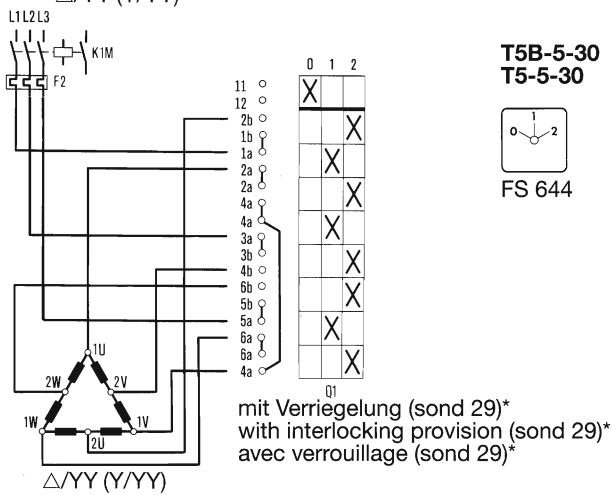 △/YY (Y/YY)
L1 L2 L3
K1M
F2
0 1 2
11
12
2b
1b
1a
2a
2a
4a
4a
3a
3b
4b
6b
5b
5a
6a
6a
4a
Q1
1U
2W
2V
1W
2U
1V
△/YY (Y/YY)
mit Verriegelung (sond 29)*
with interlocking provision (sond 29)*
avec verrouillage (sond 29)*
T5B-5-30
T5-5-30
1
0 2
FS 644